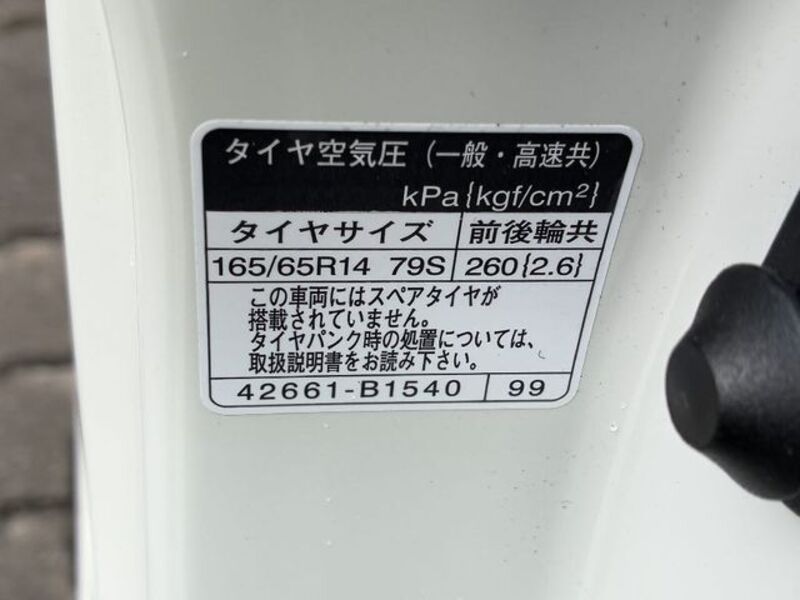 タイヤ空気圧（一般・高速共）
kPa{kgf/cm²}
タイヤサイズ 前後輪共
165/65R14 79S 260{2.6}
この車両にはスペアタイヤが
搭載されていません。
タイヤパンク時の処置については、
取扱説明書をお読み下さい。
42661-B1540 99